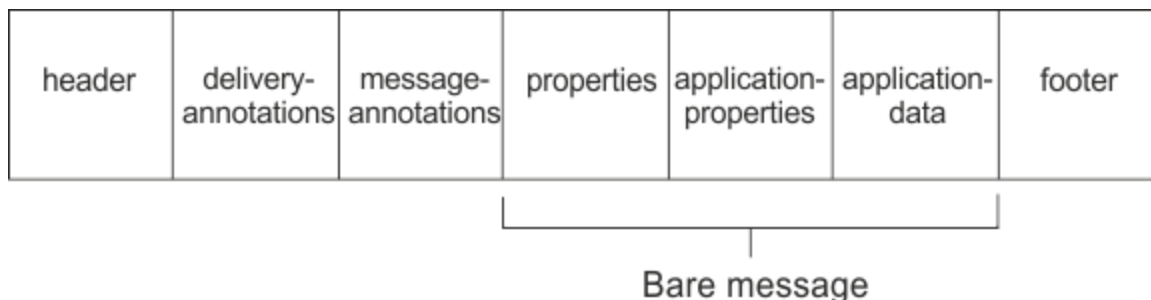 header
delivery-
annotations
message-
annotations
properties
application-
properties
application-
data
footer
Bare message